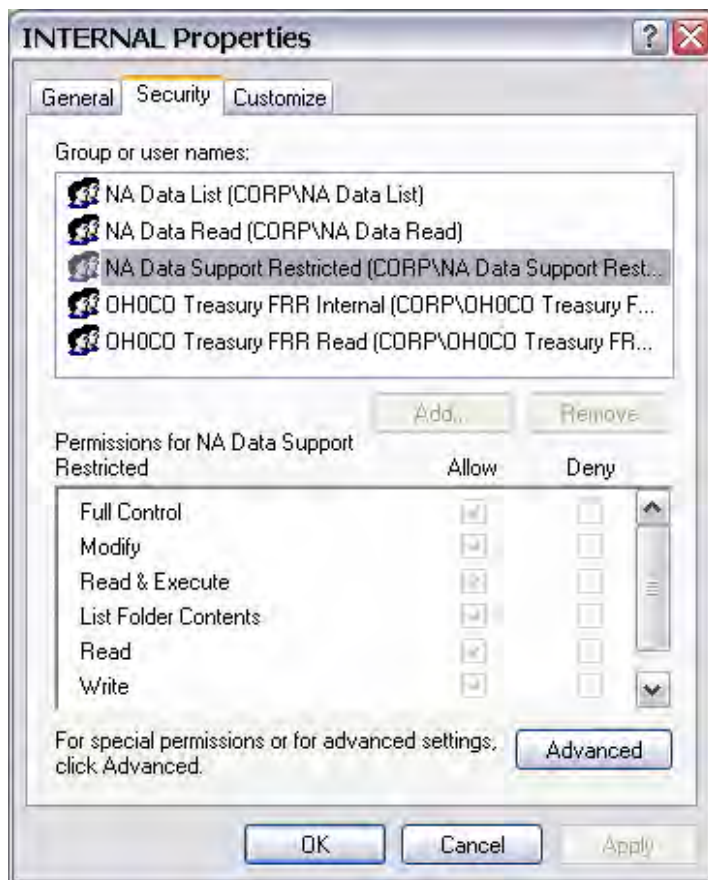 INTERNAL Properties
General Security Customize
Group or user names:
NA Data List (CORP\NA Data List)
NA Data Read (CORP\NA Data Read)
NA Data Support Restricted (CORP\NA Data Support Rest...
OH0CO Treasury FRR Internal (CORP\OH0CO Treasury F...
OH0CO Treasury FRR Read (CORP\OH0CO Treasury FR...
Add... Remove
Permissions for NA Data Support
Restricted Allow Deny
Full Control
Modify
Read & Execute
List Folder Contents
Read
Write
For special permissions or for advanced settings,
click Advanced.
Advanced
OK Cancel Apply